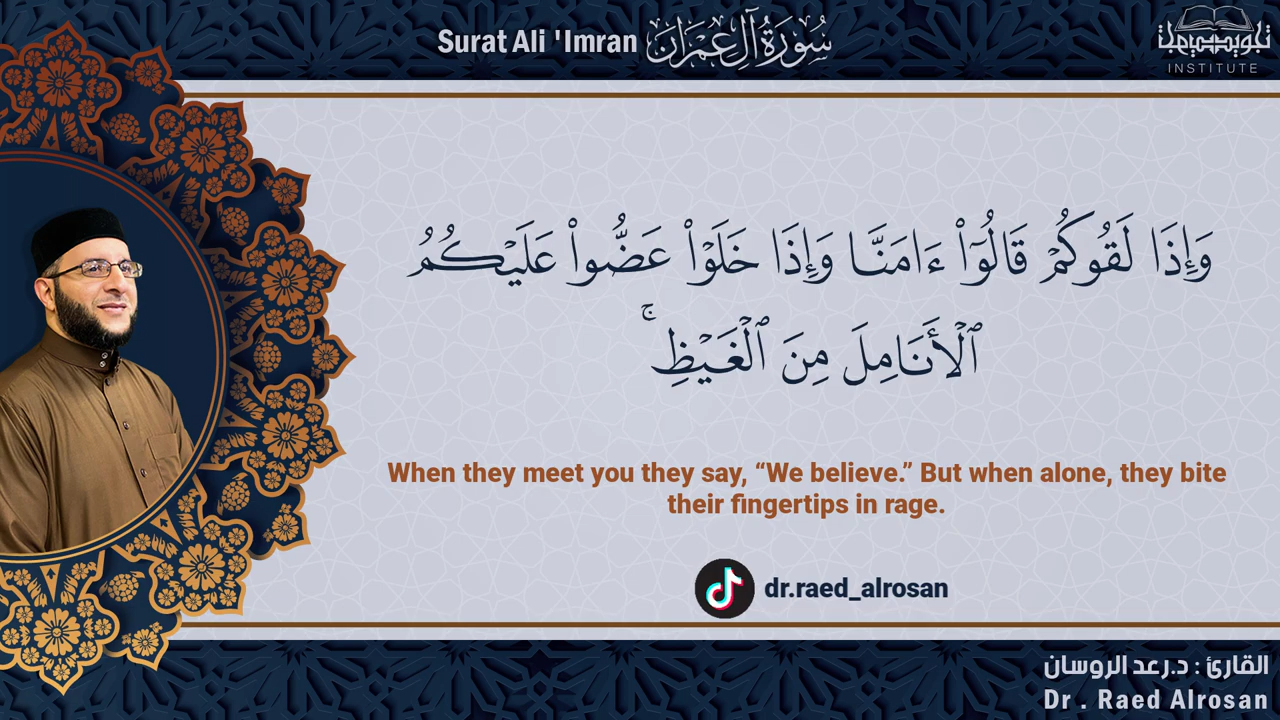 Surat Ali 'Imran سُورَةُ آلِ عِمْرَانَ
INSTITUTE
وَإِذَا لَقُوكُمْ قَالُوٓا۟ ءَامَنَّا وَإِذَا خَلَوْا۟ عَضُّوا۟ عَلَيْكُمُ
ٱلْأَنَامِلَ مِنَ ٱلْغَيْظِ ۚ
When they meet you they say, “We believe.” But when alone, they bite
their fingertips in rage.
dr.raed_alrosan
القارئ : د.رعد الروسان
Dr . Raed Alrosan